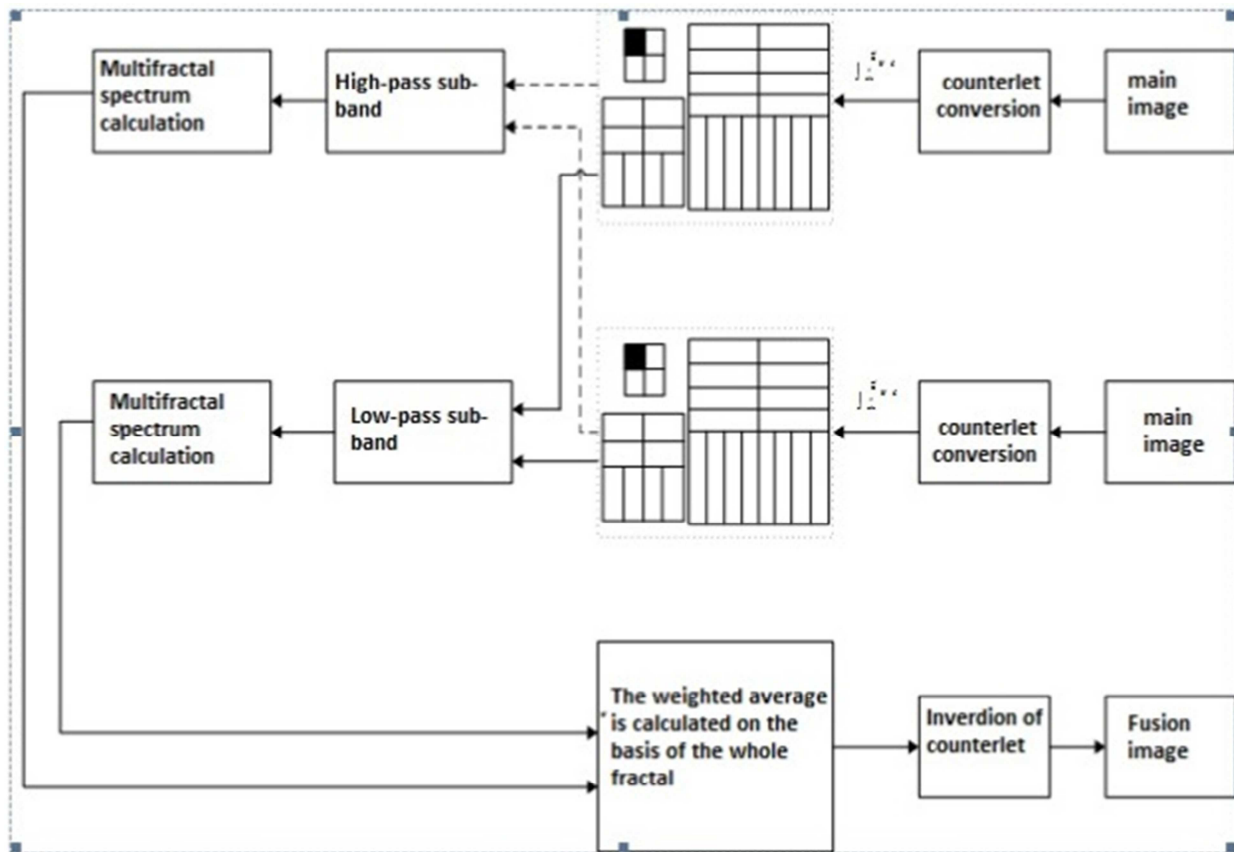 Multifractal
spectrum
calculation
High-pass sub-
band
counterlet
conversion
main
image
Multifractal
spectrum
calculation
Low-pass sub-
band
counterlet
conversion
main
image
The weighted average
is calculated on the
basis of the whole
fractal
Inverdion of
counterlet
Fusion
image